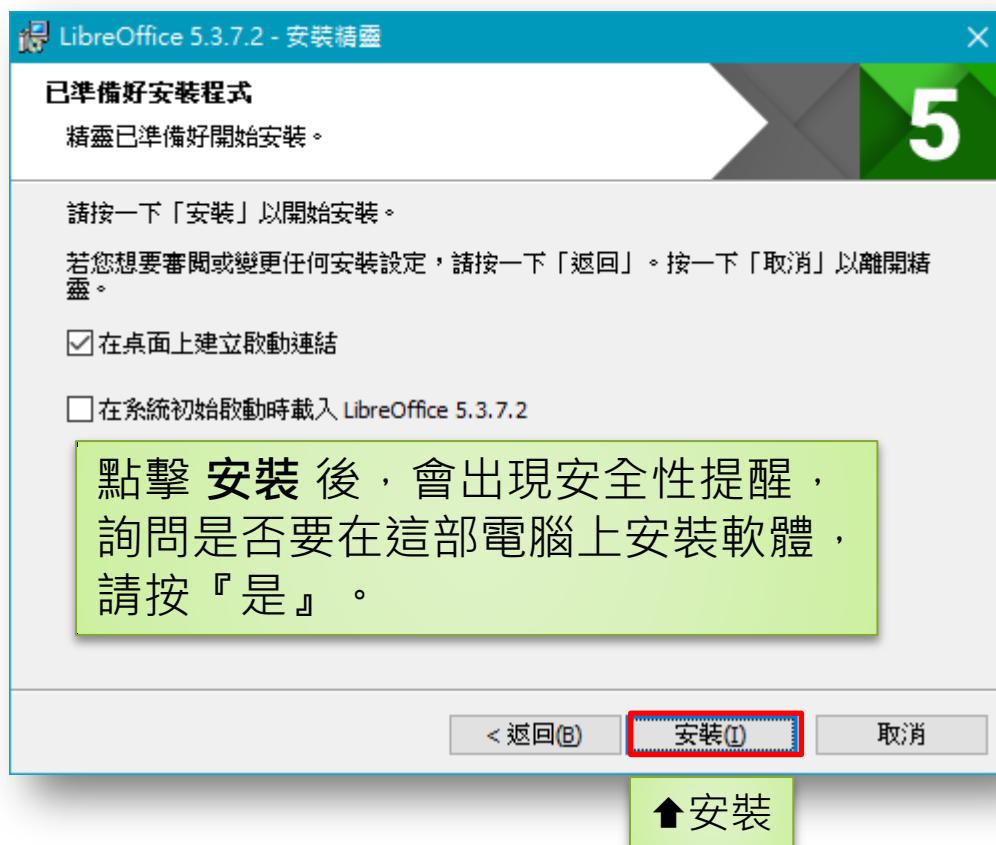 LibreOffice 5.3.7.2 - 安裝精靈
已準備好安裝程式
精靈已準備好開始安裝。
5
請按一下「安裝」以開始安裝。
若您想要審閱或變更任何安裝設定，請按一下「返回」。按一下「取消」以離開精
靈。
在桌面上建立啟動連結
在系統初始啟動時載入 LibreOffice 5.3.7.2
點擊 安裝 後，會出現安全性提醒，
詢問是否要在這部電腦上安裝軟體，
請按『是』。
< 返回(B) 安裝(I) 取消
⬆安裝